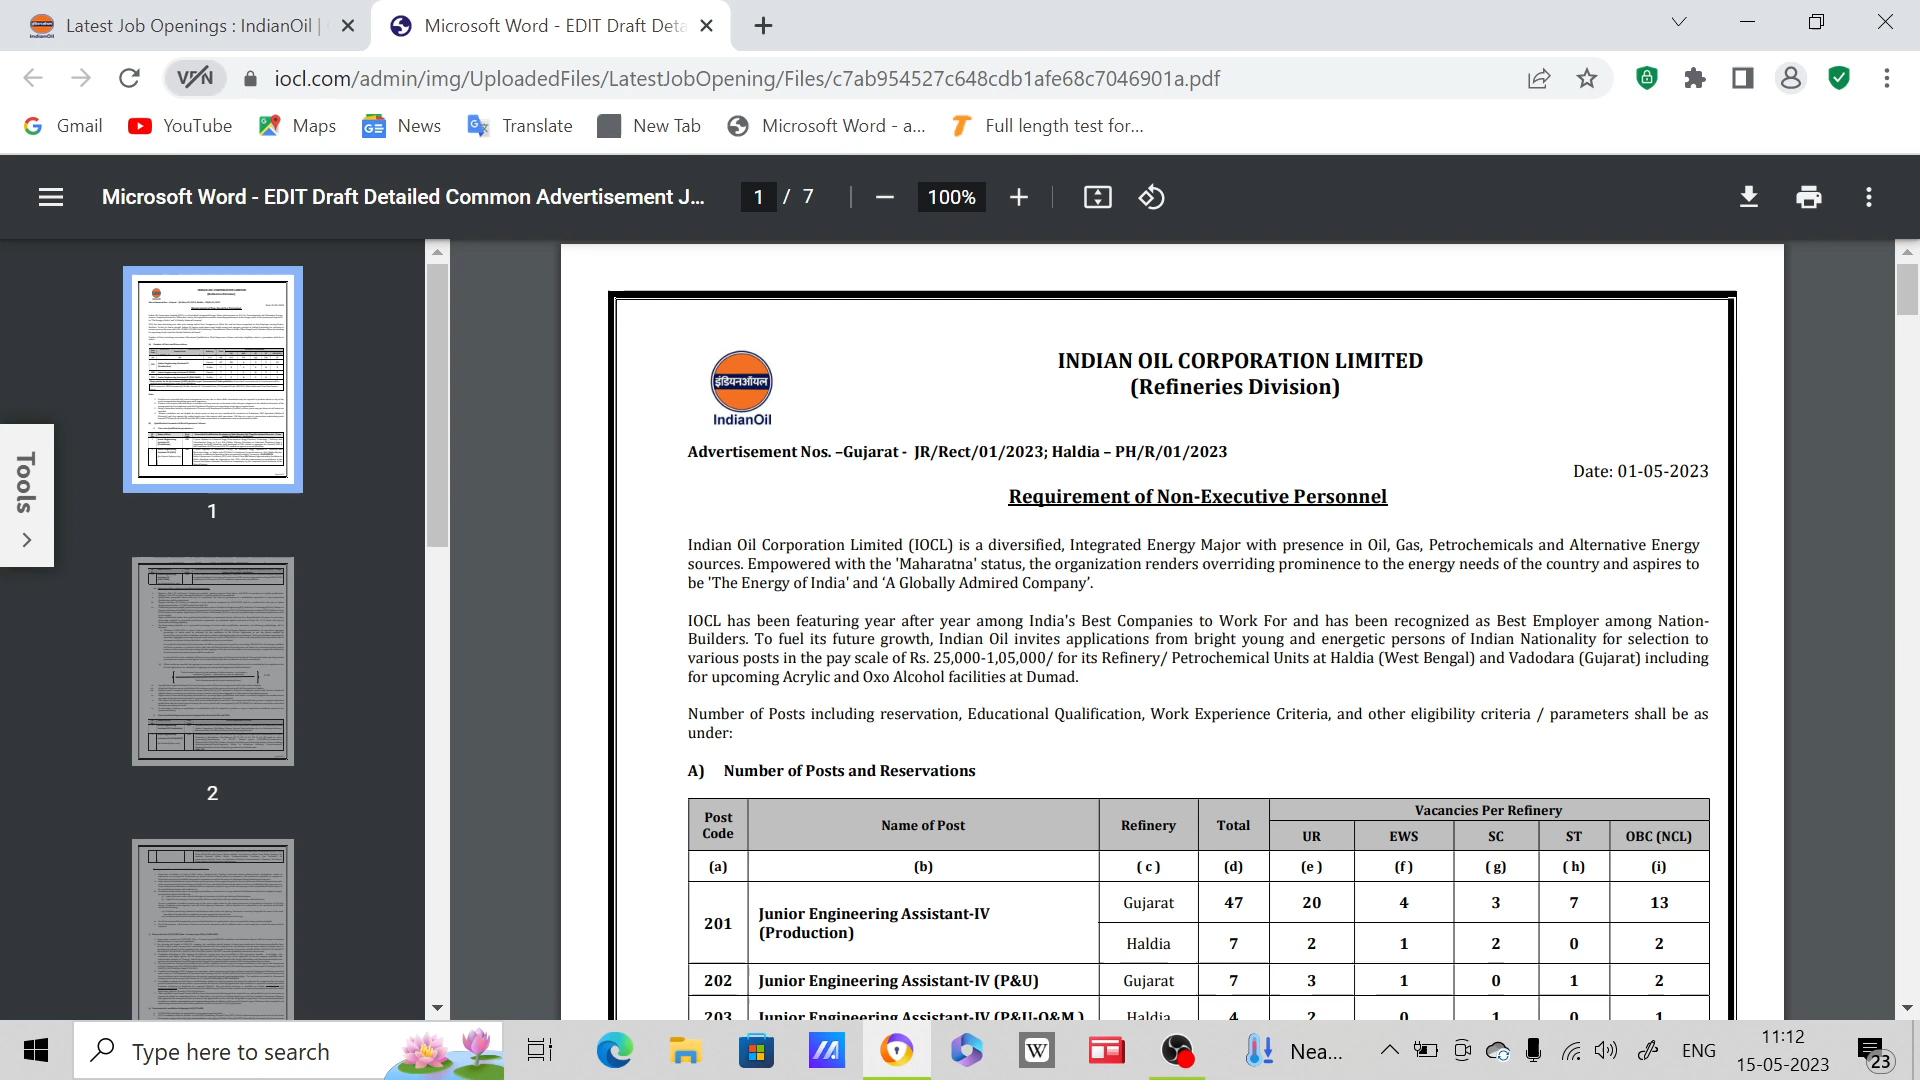 Latest Job Openings : IndianOil |
Microsoft Word - EDIT Draft Deta
VPN
iocl.com/admin/img/UploadedFiles/LatestJobOpening/Files/c7ab954527c648cdb1afe68c7046901a.pdf
Gmail
YouTube
Maps
News
Translate
New Tab
Microsoft Word - a...
Full length test for...
Microsoft Word - EDIT Draft Detailed Common Advertisement J...
1 / 7
100%
Tools
1
2
इंडियनऑयल
IndianOil
INDIAN OIL CORPORATION LIMITED
(Refineries Division)
Advertisement Nos. –Gujarat - JR/Rect/01/2023; Haldia – PH/R/01/2023
Date: 01-05-2023
Requirement of Non-Executive Personnel
Indian Oil Corporation Limited (IOCL) is a diversified, Integrated Energy Major with presence in Oil, Gas, Petrochemicals and Alternative Energy
sources. Empowered with the 'Maharatna' status, the organization renders overriding prominence to the energy needs of the country and aspires to
be 'The Energy of India' and ‘A Globally Admired Company’.
IOCL has been featuring year after year among India's Best Companies to Work For and has been recognized as Best Employer among Nation-
Builders. To fuel its future growth, Indian Oil invites applications from bright young and energetic persons of Indian Nationality for selection to
various posts in the pay scale of Rs. 25,000-1,05,000/ for its Refinery/ Petrochemical Units at Haldia (West Bengal) and Vadodara (Gujarat) including
for upcoming Acrylic and Oxo Alcohol facilities at Dumad.
Number of Posts including reservation, Educational Qualification, Work Experience Criteria, and other eligibility criteria / parameters shall be as
under:
A) Number of Posts and Reservations
Post Code Name of Post Refinery Total Vacancies Per Refinery
UR EWS SC ST OBC (NCL)
(a) (b) ( c ) (d) (e ) (f) ( g) ( h) (i)
201 Junior Engineering Assistant-IV (Production) Gujarat 47 20 4 3 7 13
Haldia 7 2 1 2 0 2
202 Junior Engineering Assistant-IV (P&U) Gujarat 7 3 1 0 1 2
203 Junior Engineering Assistant-IV (P&U-O&M ) Haldia 4 2 0 1 0 1
Type here to search
Nea...
ENG
11:12
15-05-2023
23